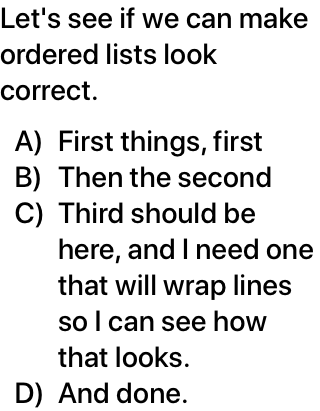 Let's see if we can make
ordered lists look
correct.
A) First things, first
B) Then the second
C) Third should be
here, and I need one
that will wrap lines
so I can see how
that looks.
D) And done.